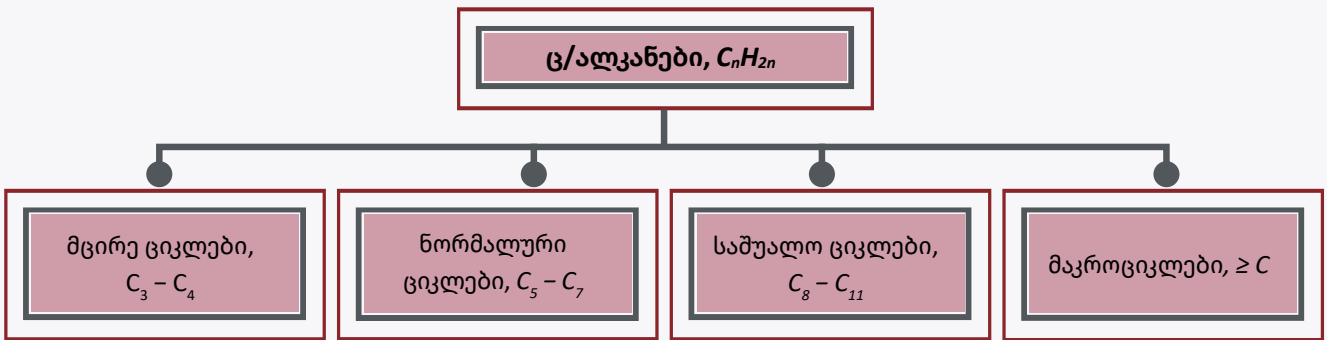 ც/ალკანები, CₙH₂ₙ
მცირე ციკლები,
C₃ – C₄
ნორმალური
ციკლები, C₅ – C₇
საშუალო ციკლები,
C₈ – C₁₁
მაკროციკლები, ≥ C